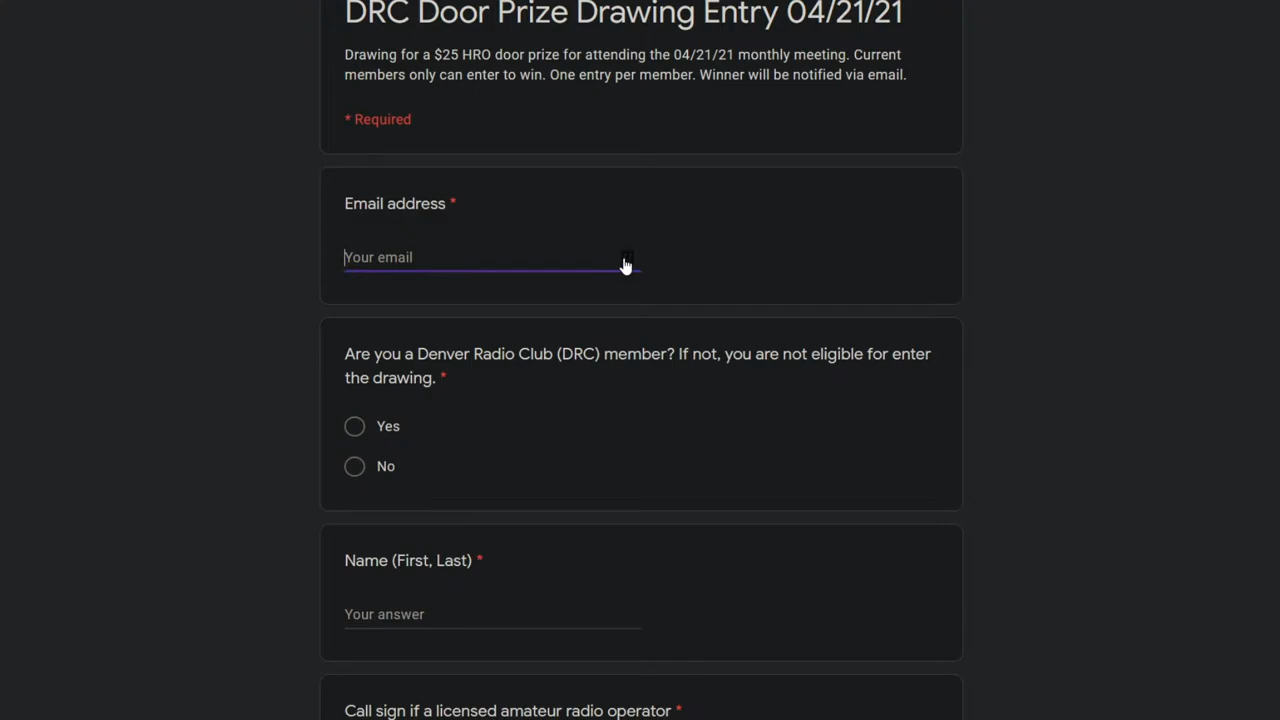 DRC Door Prize Drawing Entry 04/21/21
Drawing for a $25 HRO door prize for attending the 04/21/21 monthly meeting. Current
members only can enter to win. One entry per member. Winner will be notified via email.
* Required
Email address *
Your email
Are you a Denver Radio Club (DRC) member? If not, you are not eligible for enter
the drawing. *
Yes
No
Name (First, Last) *
Your answer
Call sign if a licensed amateur radio operator *